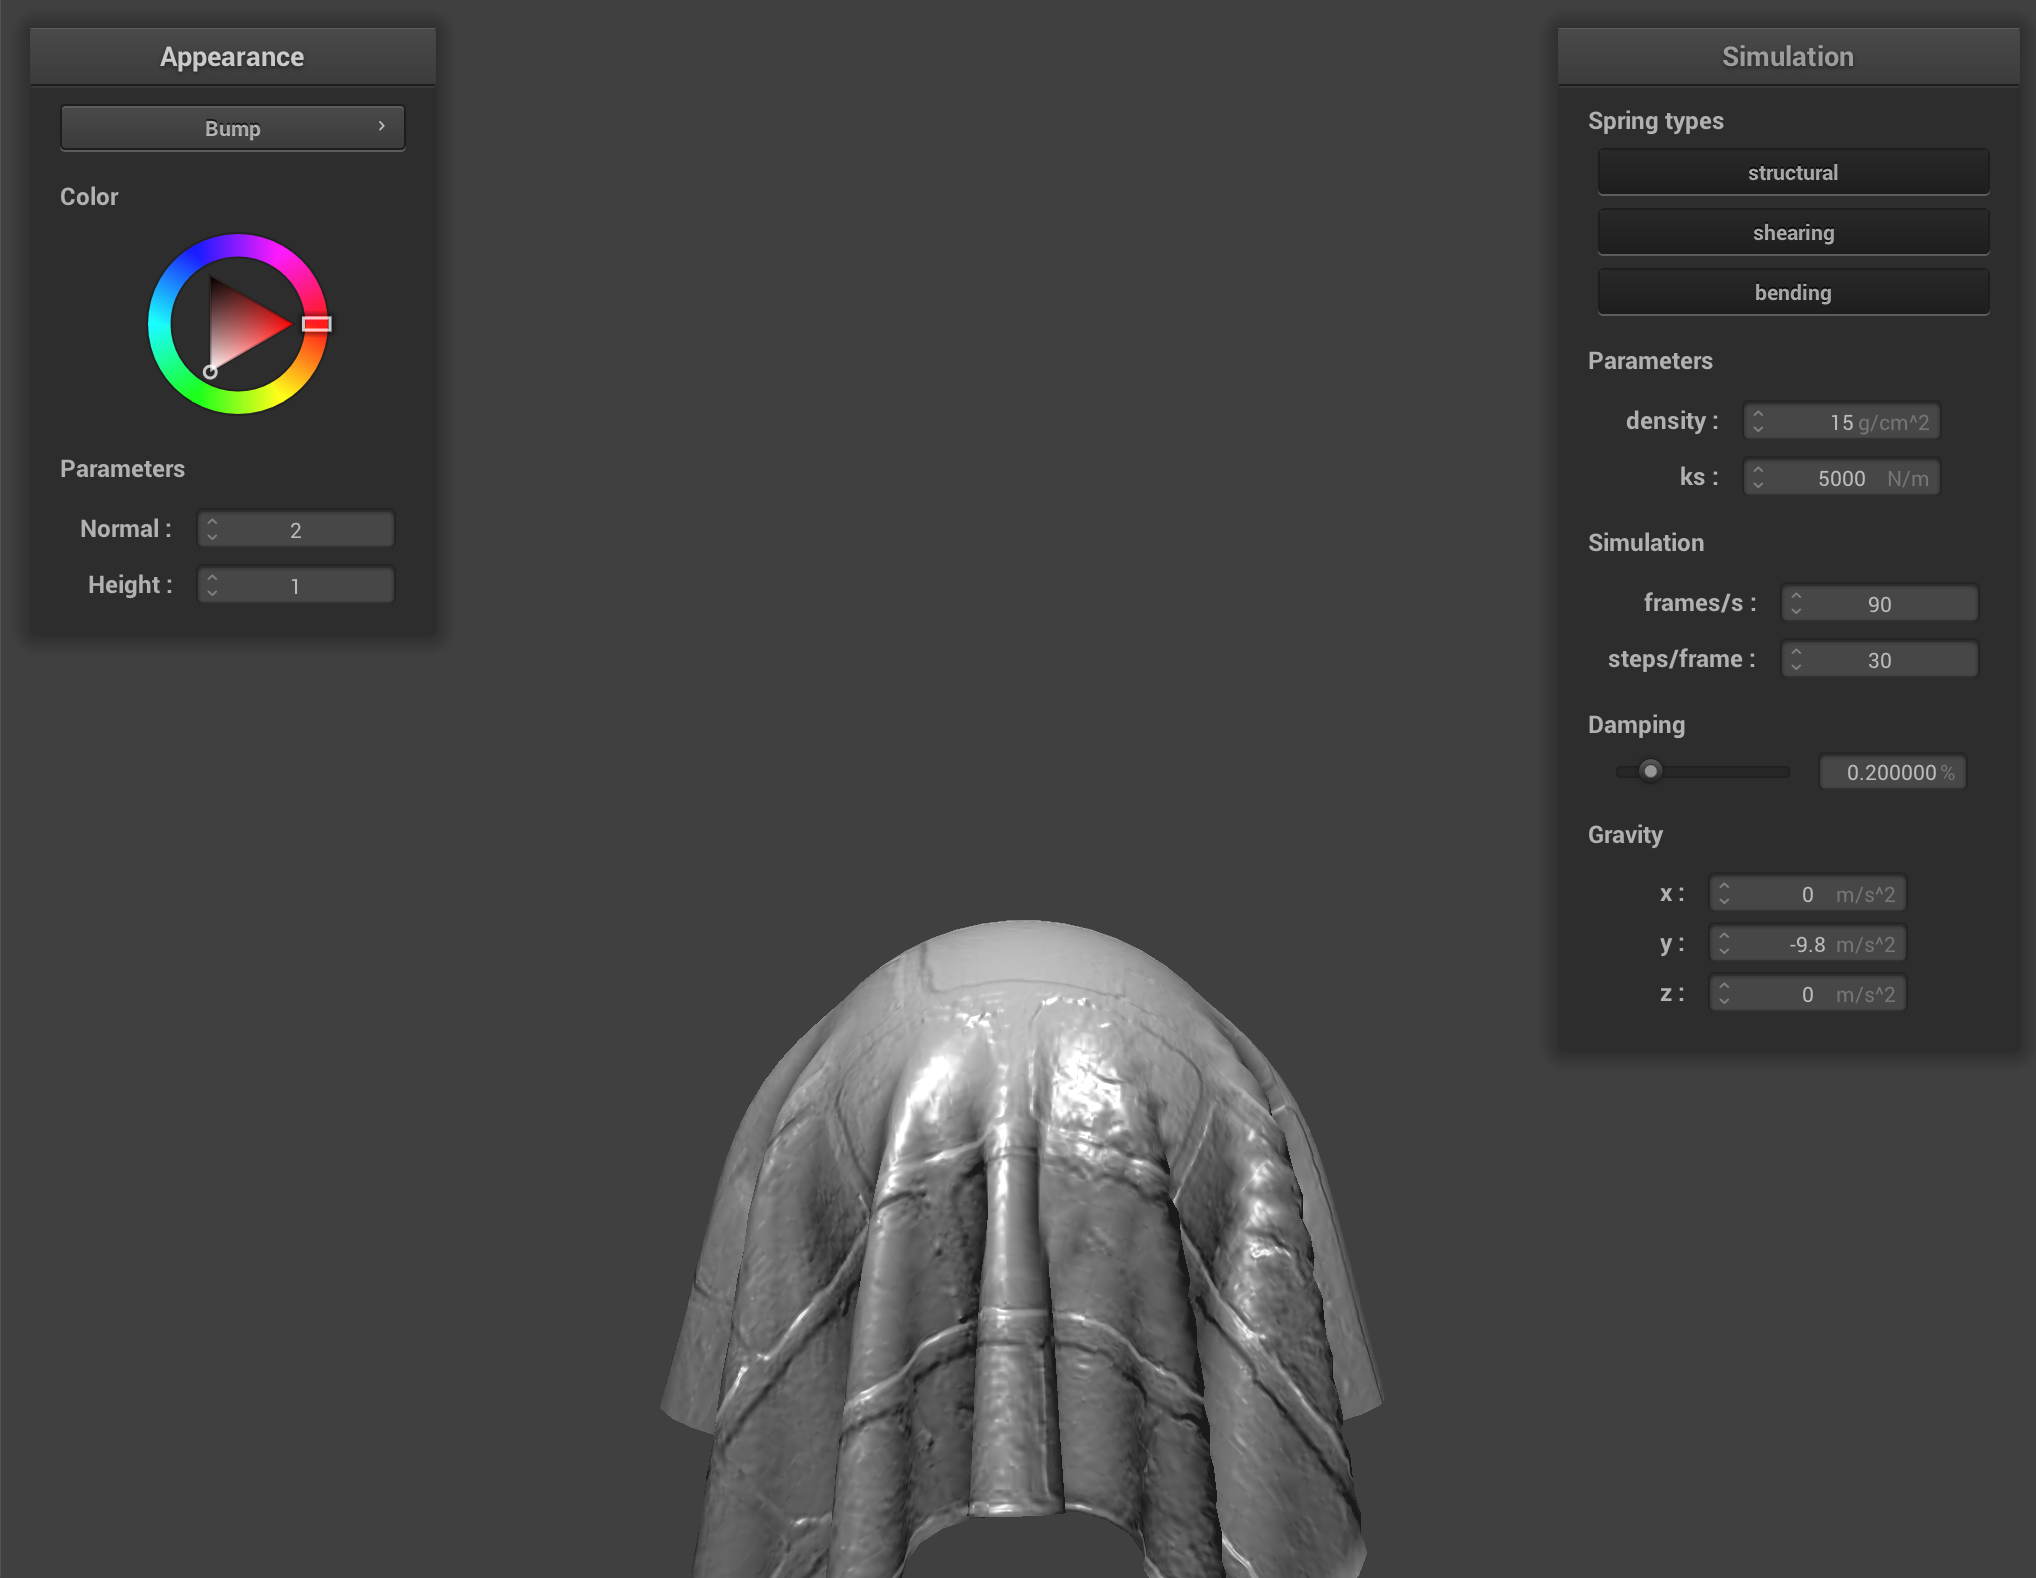 Appearance
Bump
Color
Parameters
Normal : 2
Height : 1
Simulation
Spring types
structural
shearing
bending
Parameters
density : 15 g/cm^2
ks : 5000 N/m
Simulation
frames/s : 90
steps/frame : 30
Damping
0.200000 %
Gravity
x : 0 m/s^2
y : -9.8 m/s^2
z : 0 m/s^2